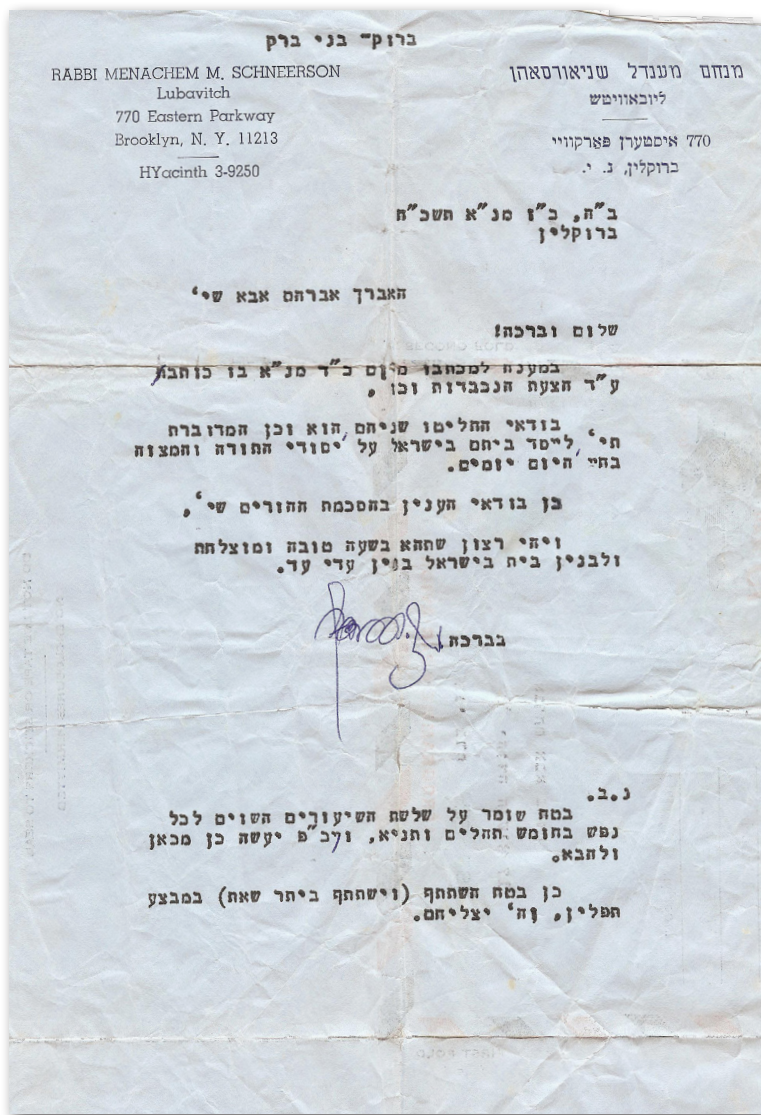 ברוק- בני ברק
RABBI MENACHEM M. SCHNEERSON
Lubavitch
770 Eastern Parkway
Brooklyn, N. Y. 11213
HYacinth 3-9250
מנחם מענדל שניאורסאהן
ליובאוויטש
770 איסטערן פּאַרקוויי
ברוקלין, נ. י.
ב"ה, כ"ז מנ"א תשכ"ח
ברוקלין
האברך אברהם אבא שי'
שלום וברכה!
במענה למכתבו מיום כ"ד מנ"א בו כותב
ע"ד הצעת הנכבדות וכו'.
בודאי החליטו שניהם הוא וכן המדוברת
תי', לייסד ביתם בישראל על יסודי התורה והמצוה
בחיי היום יומים.
כן בודאי הענין בהסכמת ההורים שי',
ויהי רצון שתהא בשעה טובה ומוצלחת
ולבנין בית בישראל בנין עדי עד.
בברכה
נ.ב.
בטח שומר על שלשת השיעורים השוים לכל
נפש בחומש תהלים ותניא, ועכ"פ יעשה כן מכאן
ולהבא.
כן בטח השתתף (וישתתף ביתר שאת) במבצע
תפלין, וה' יצליחם.